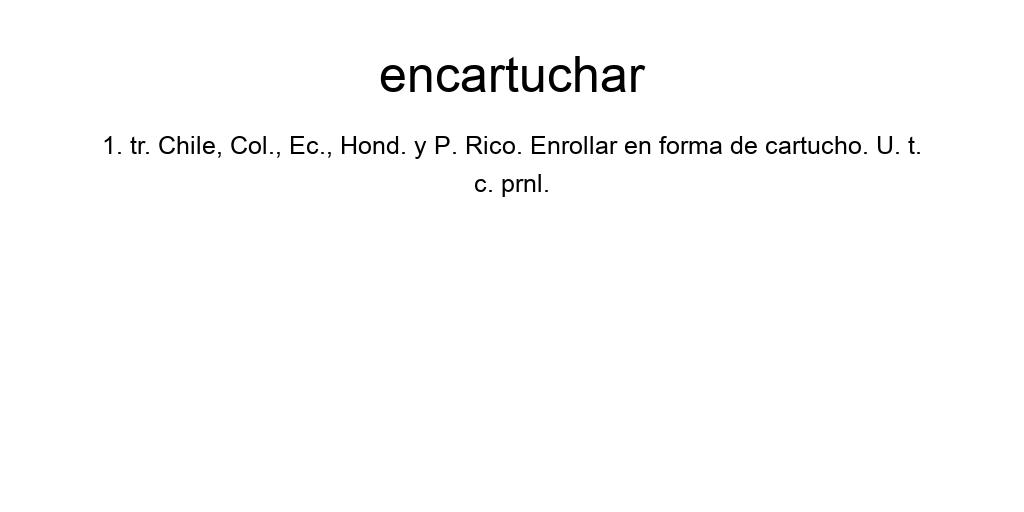 encartuchar
1. tr. Chile, Col., Ec., Hond. y P. Rico. Enrollar en forma de cartucho. U. t.
c. prnl.